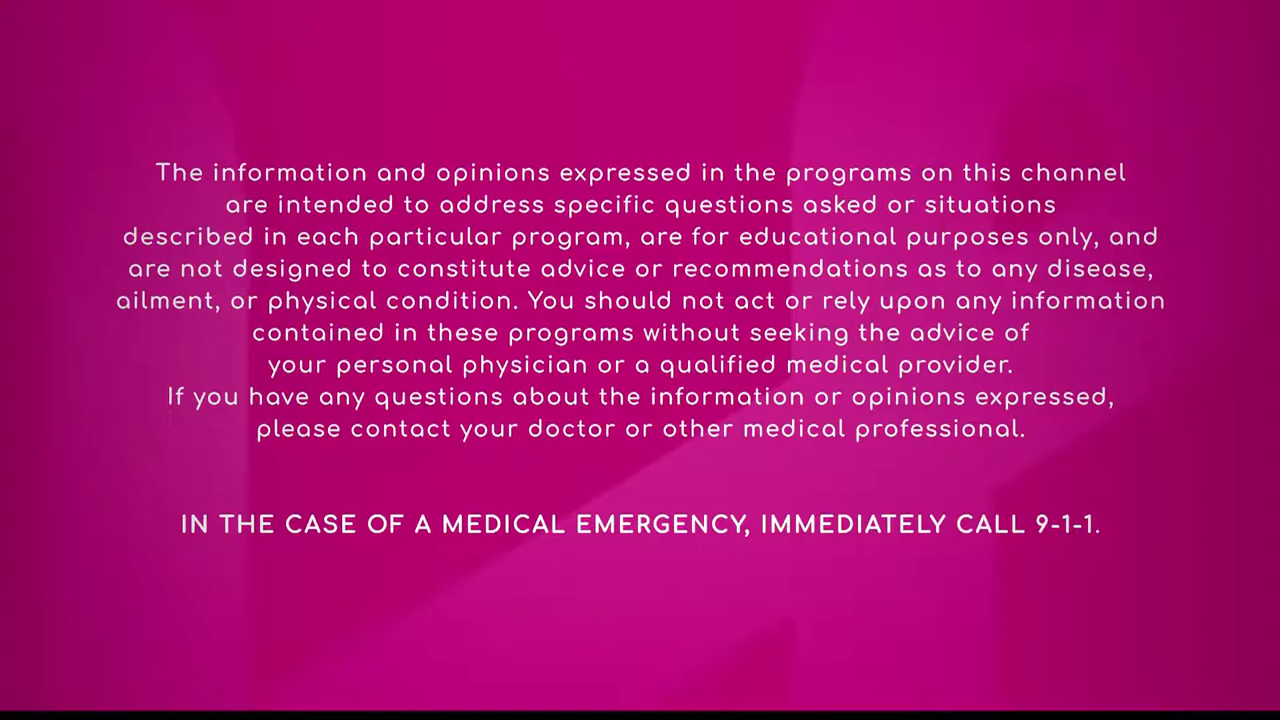 The information and opinions expressed in the programs on this channel
are intended to address specific questions asked or situations
described in each particular program, are for educational purposes only, and
are not designed to constitute advice or recommendations as to any disease,
ailment, or physical condition. You should not act or rely upon any information
contained in these programs without seeking the advice of
your personal physician or a qualified medical provider.
If you have any questions about the information or opinions expressed,
please contact your doctor or other medical professional.
IN THE CASE OF A MEDICAL EMERGENCY, IMMEDIATELY CALL 9-1-1.